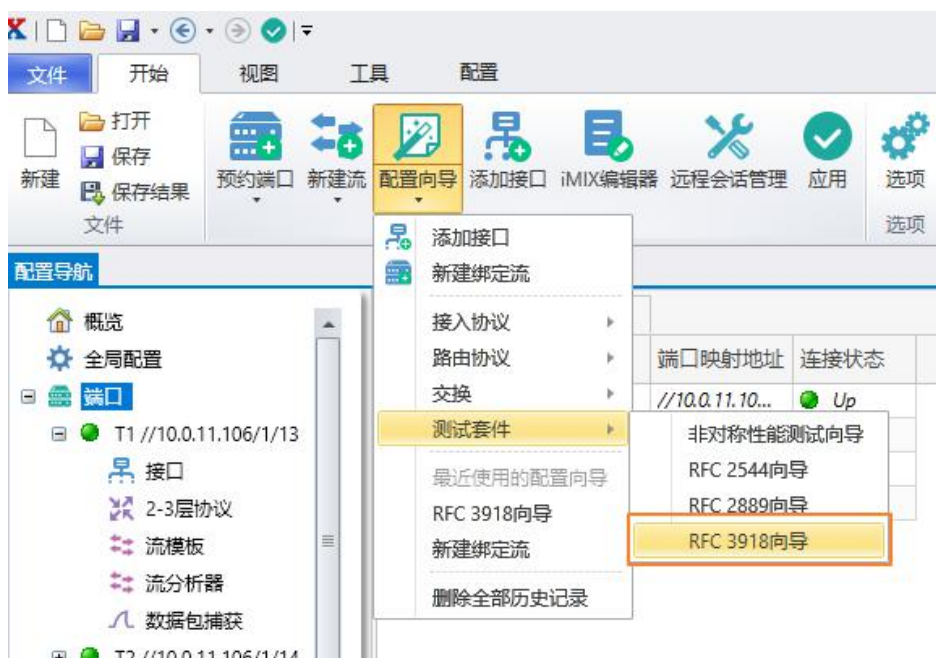 文件 开始 视图 工具 配置
新建 打开 保存 保存结果
文件
预约端口 新建流 配置向导 添加接口 iMIX编辑器 远程会话管理 应用 选项
选项
配置导航
概览
全局配置
端口
T1 //10.0.11.106/1/13
接口
2-3层协议
流模板
流分析器
数据包捕获
T2 //10.0.11.106/1/14
添加接口
新建绑定流
接入协议
路由协议
交换
测试套件
最近使用的配置向导
RFC 3918向导
新建绑定流
删除全部历史记录
端口映射地址 连接状态
//10.0.11.10... Up
非对称性能测试向导
RFC 2544向导
RFC 2889向导
RFC 3918向导